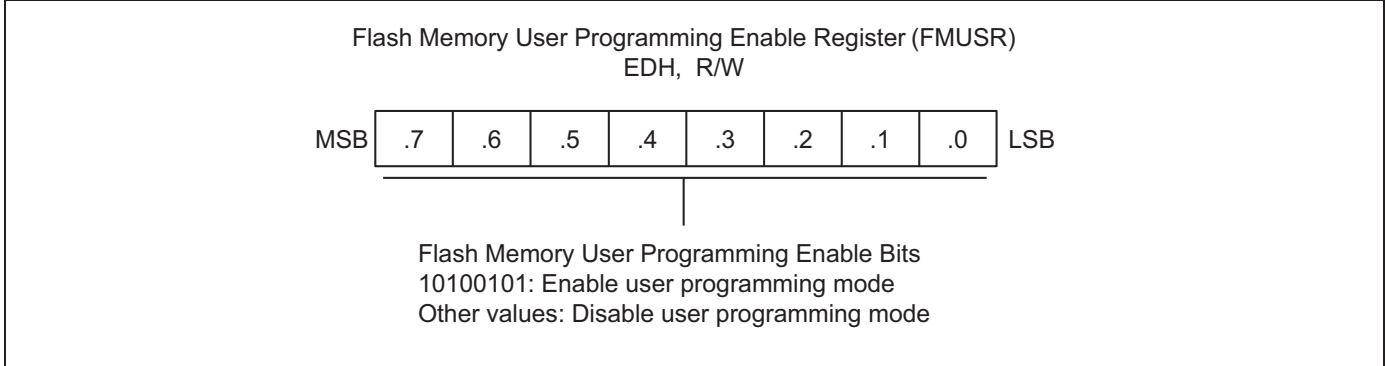 Flash Memory User Programming Enable Register (FMUSR)
EDH, R/W
MSB .7 .6 .5 .4 .3 .2 .1 .0 LSB
Flash Memory User Programming Enable Bits
10100101: Enable user programming mode
Other values: Disable user programming mode